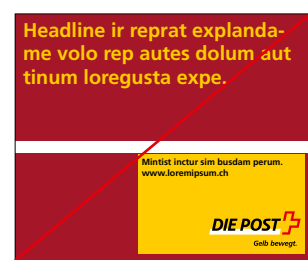 Headline ir reprat explanda-
me volo rep autes dolum aut
tinum loregusta expe.
Mintist inctur sim busdam perum.
www.loremipsum.ch
DIE POST
Gelb bewegt.